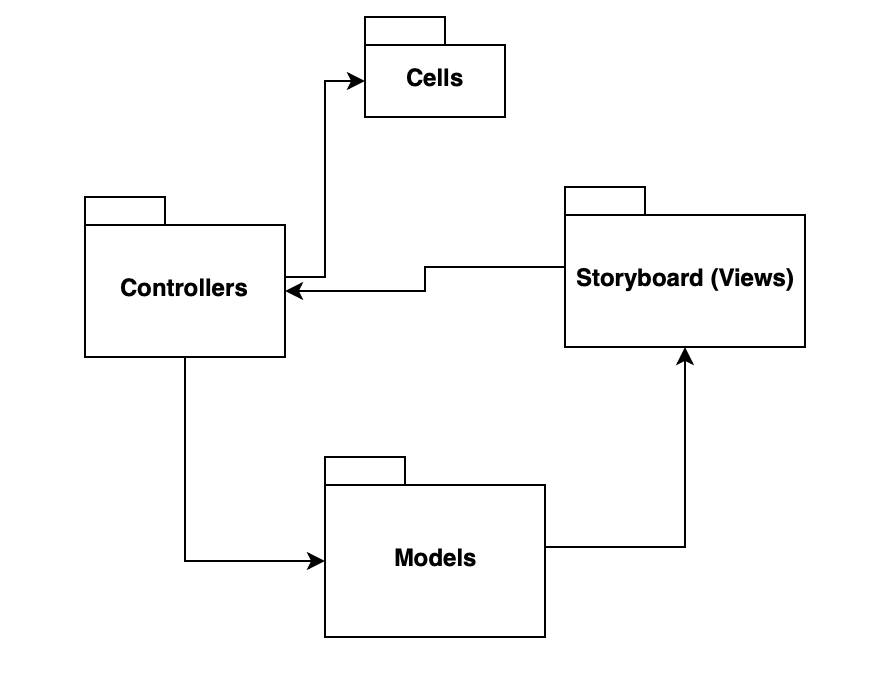 Cells
Controllers
Storyboard (Views)
Models